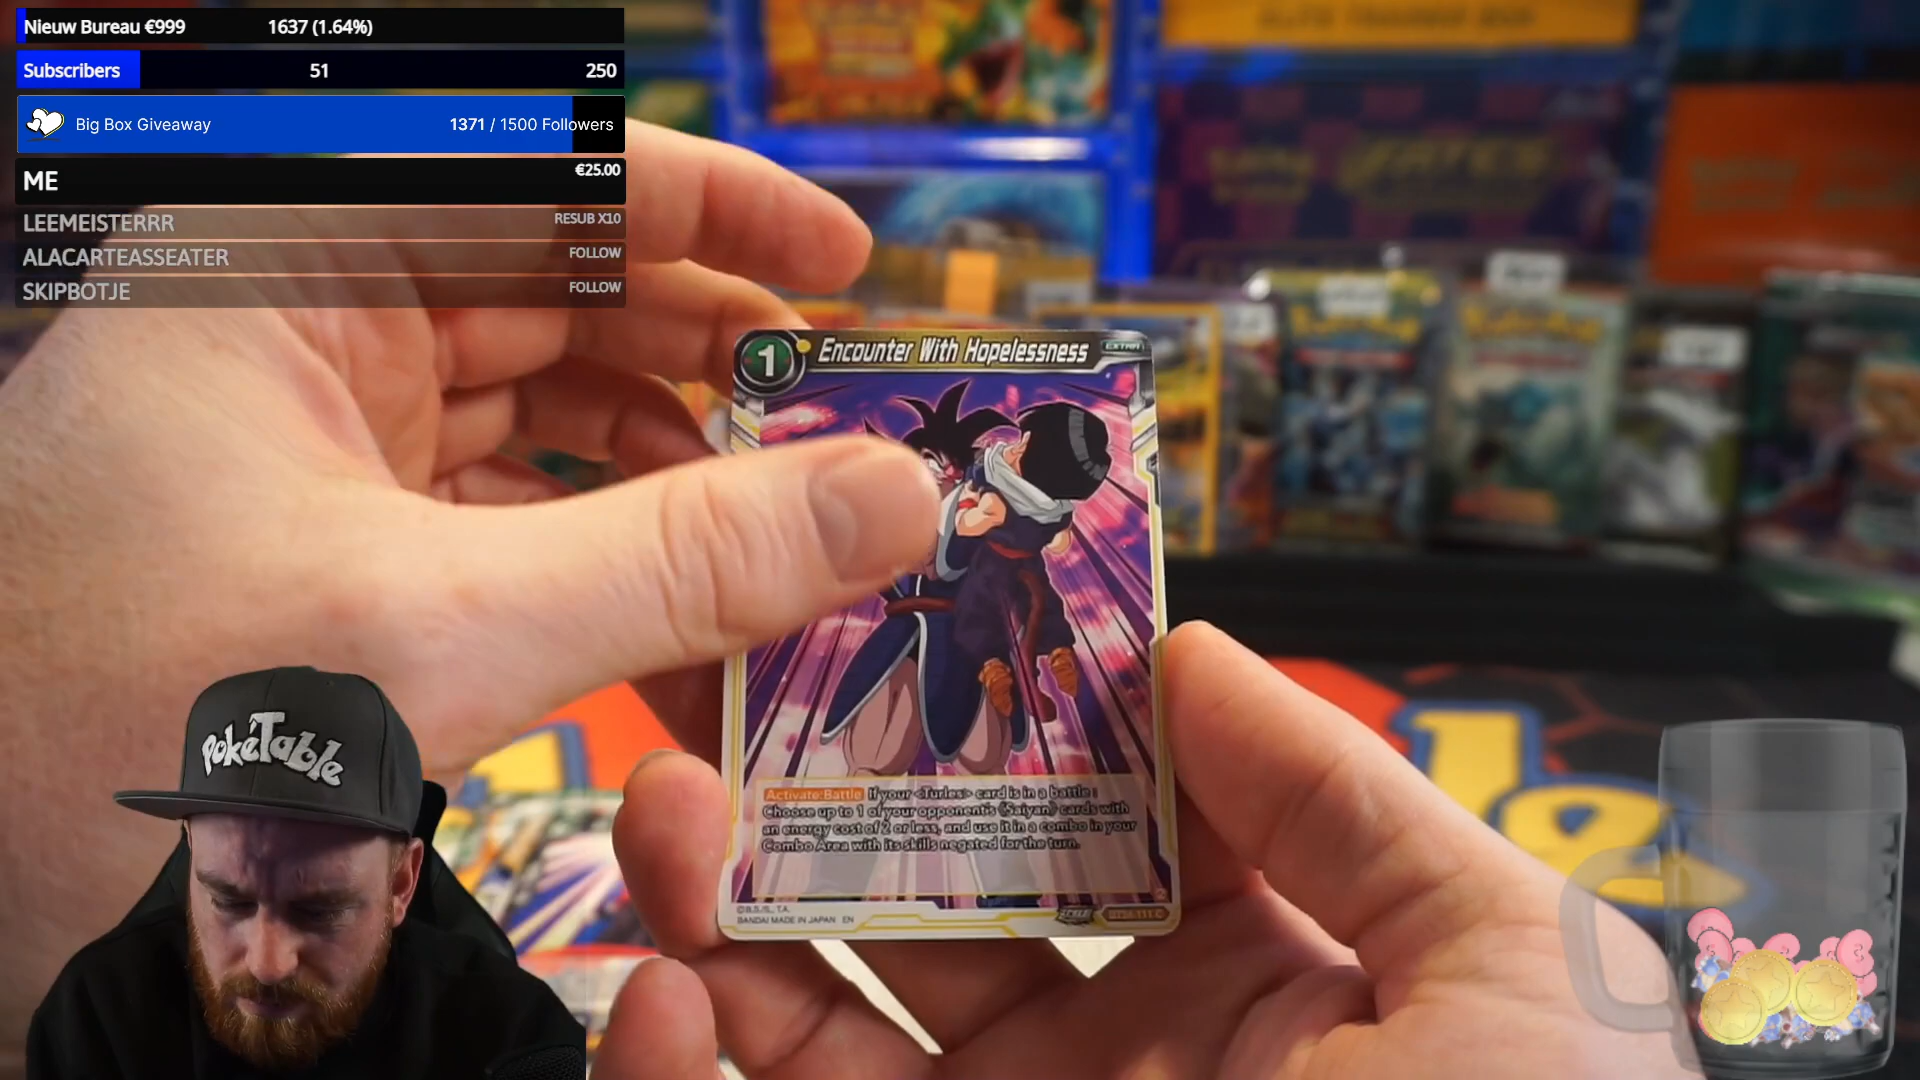 Nieuw Bureau €999 1637 (1.64%)
Subscribers 51 250
Big Box Giveaway 1371 / 1500 Followers
ME €25.00
LEEMEISTERRR RESUB X10
ALACARTEASSEATER FOLLOW
SKIPBOTJE FOLLOW
1 Encounter With Hopelessness EXTRA
Activate:Battle If your <Turles> card is in a battle :
Choose up to 1 of your opponent's 《Saiyan》 cards with
an energy cost of 2 or less, and use it in a combo in your
Combo Area with its skills negated for the turn.
©B.S./S., T.A.
BANDAI MADE IN JAPAN EN
PokéTable
FATES